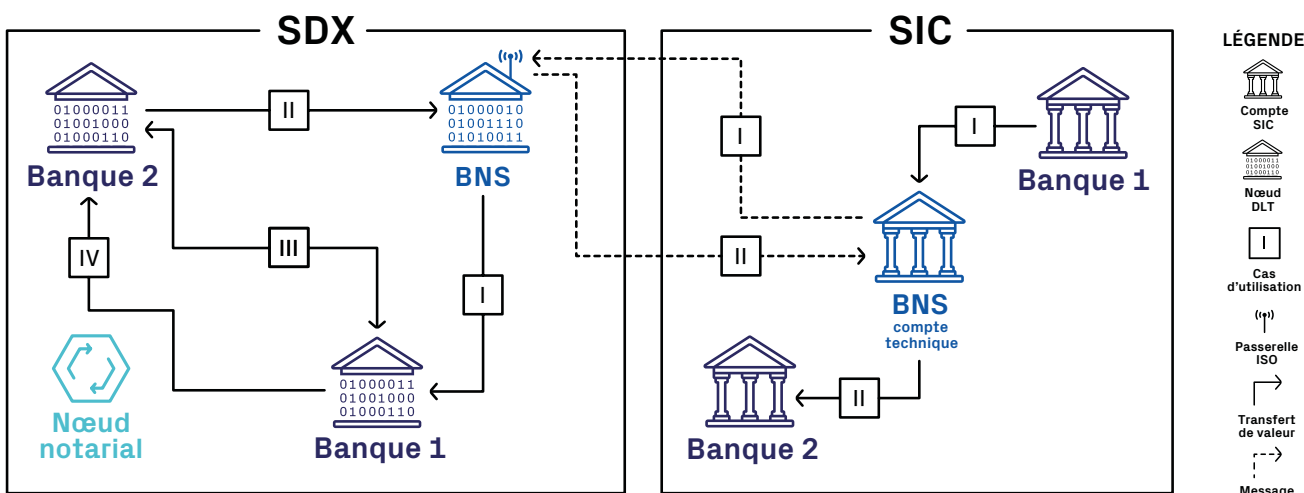 SDX
SIC
LÉGENDE
01000011
01001000
01000110
Banque 2
II
01000010
01001110
01010011
BNS
I
I
Banque 1
Compte
SIC
01000011
01001000
01000110
Nœud
DLT
IV
III
II
I
I
Cas
d'utilisation
BNS
compte
technique
Passerelle
ISO
Nœud
notarial
01000011
01001000
01000110
Banque 1
II
Banque 2
Transfert
de valeur
Message